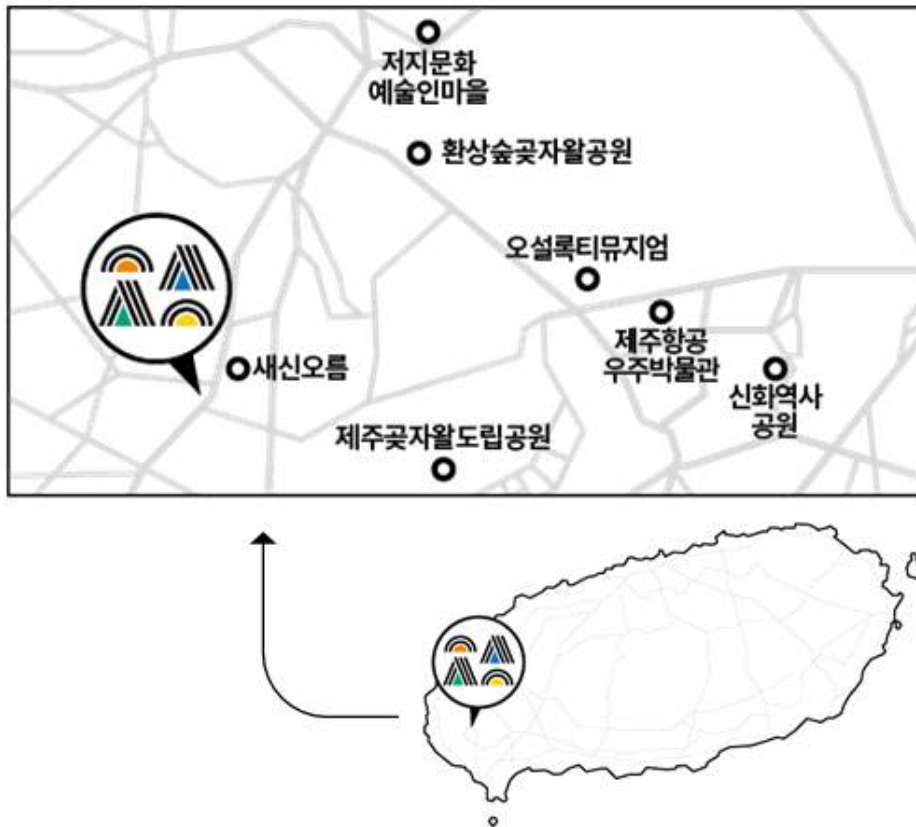 저지문화
예술인마을
환상숲곶자왈공원
오설록티뮤지엄
제주항공
우주박물관
새신오름
신화역사
공원
제주곶자왈도립공원